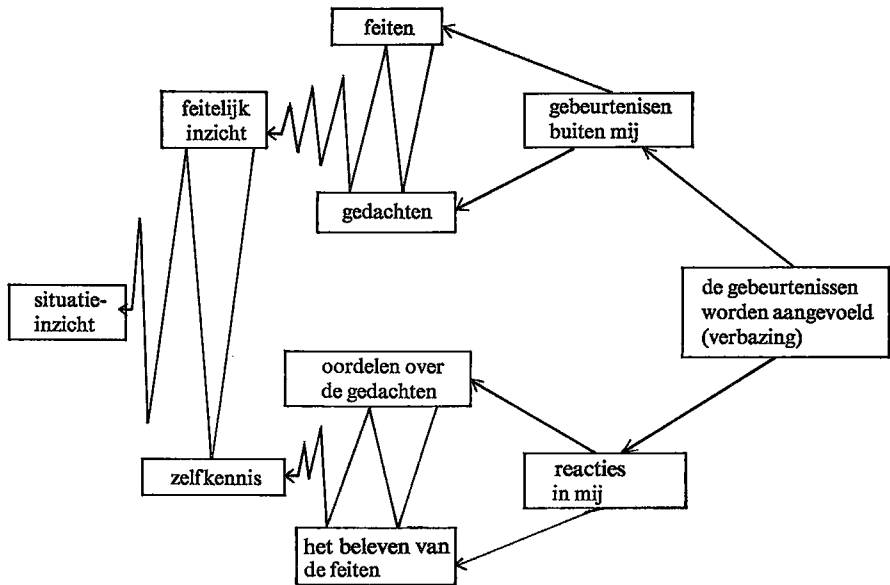 feiten
feitelijk
inzicht
gebeurtenisen
buiten mij
gedachten
situatie-
inzicht
de gebeurtenissen
worden aangevoeld
(verbazing)
oordelen over
de gedachten
zelfkennis
reacties
in mij
het beleven van
de feiten